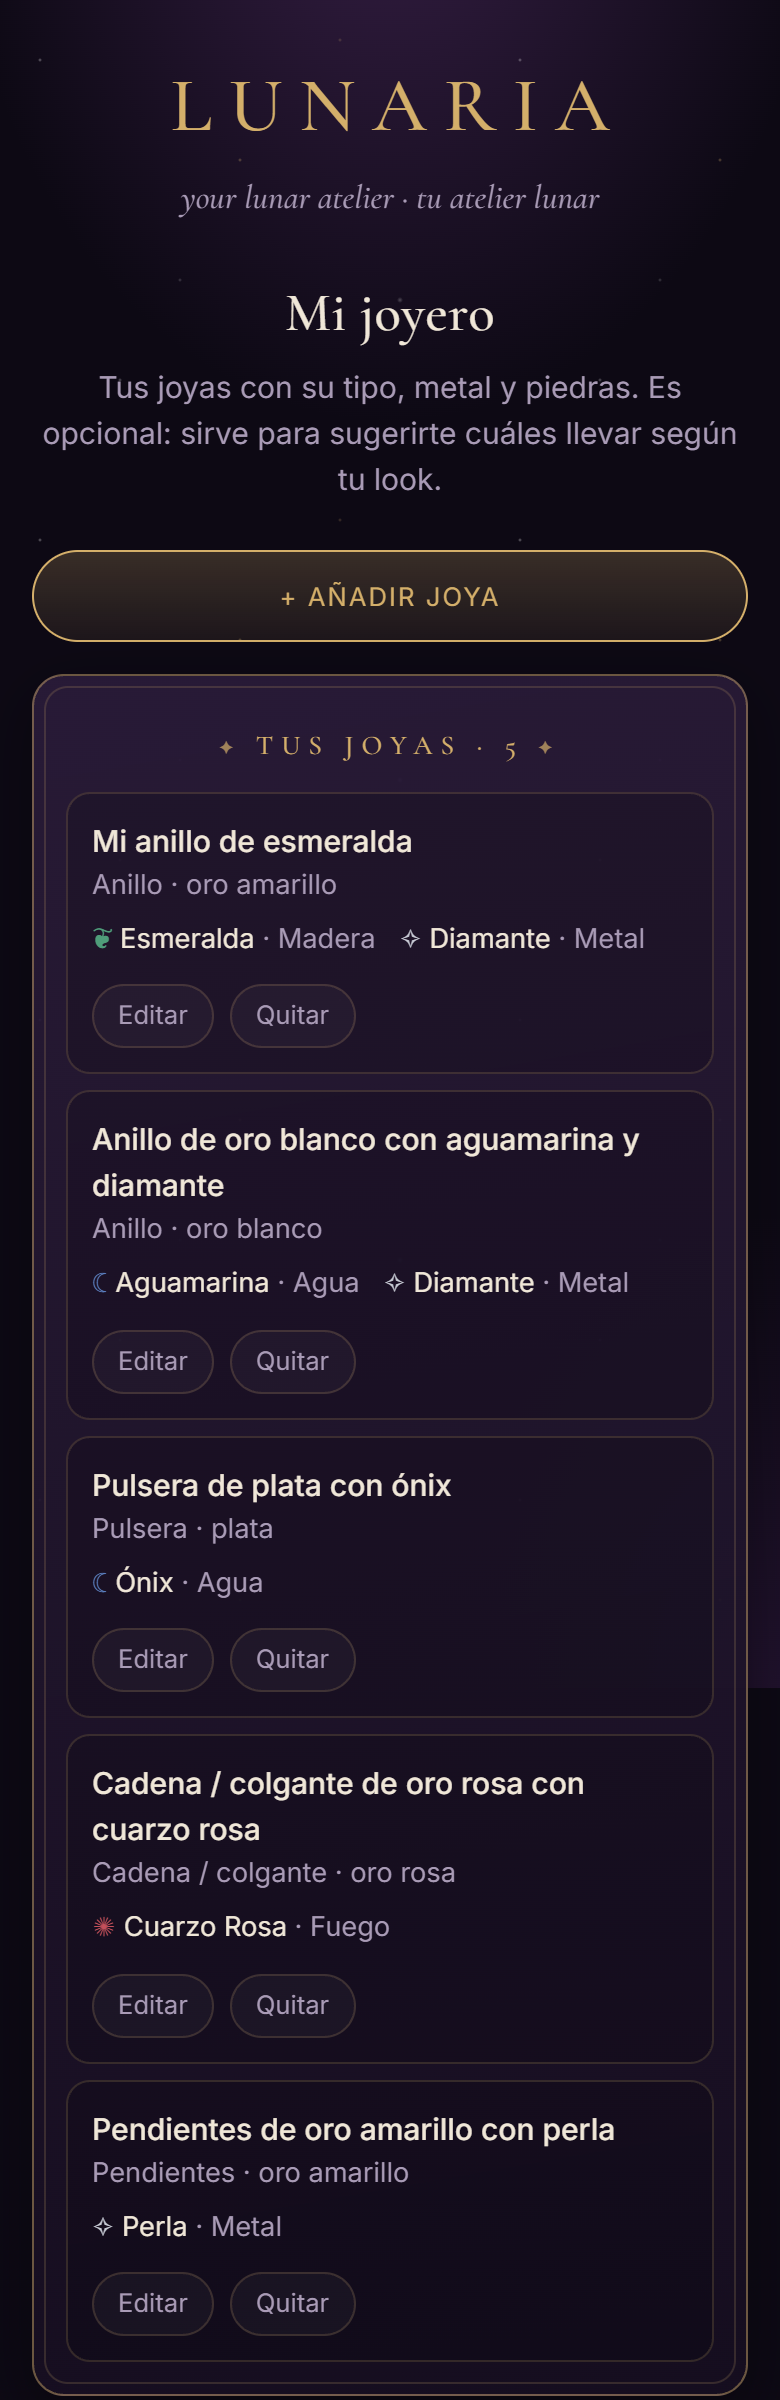 LUNARIA
your lunar atelier · tu atelier lunar
Mi joyero
Tus joyas con su tipo, metal y piedras. Es
opcional: sirve para sugerirte cuáles llevar según
tu look.
+ AÑADIR JOYA
✦ TUS JOYAS · 5 ✦
Mi anillo de esmeralda
Anillo · oro amarillo
❦ Esmeralda · Madera ✧ Diamante · Metal
Editar Quitar
Anillo de oro blanco con aguamarina y
diamante
Anillo · oro blanco
☾ Aguamarina · Agua ✧ Diamante · Metal
Editar Quitar
Pulsera de plata con ónix
Pulsera · plata
☾ Ónix · Agua
Editar Quitar
Cadena / colgante de oro rosa con
cuarzo rosa
Cadena / colgante · oro rosa
✺ Cuarzo Rosa · Fuego
Editar Quitar
Pendientes de oro amarillo con perla
Pendientes · oro amarillo
✧ Perla · Metal
Editar Quitar